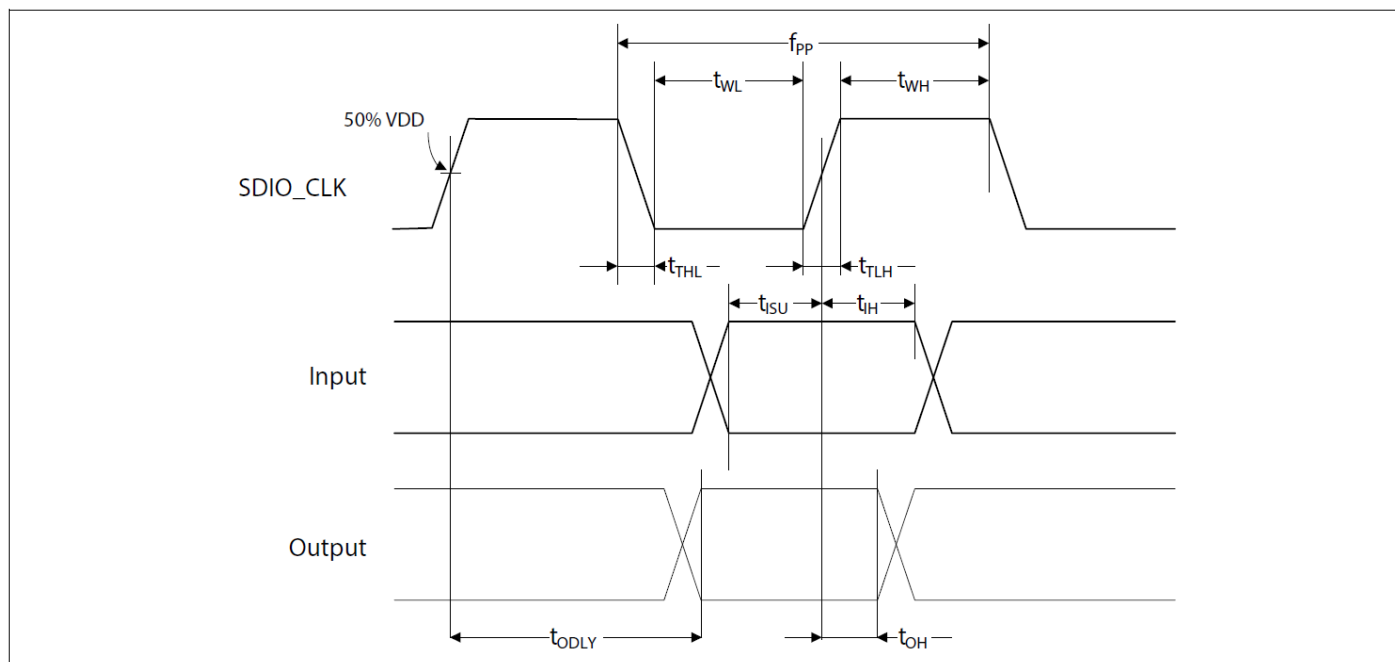 fPP
tWL
tWH
50% VDD
SDIO_CLK
tTHL
tTLH
tISU
tIH
Input
Output
tODLY
tOH